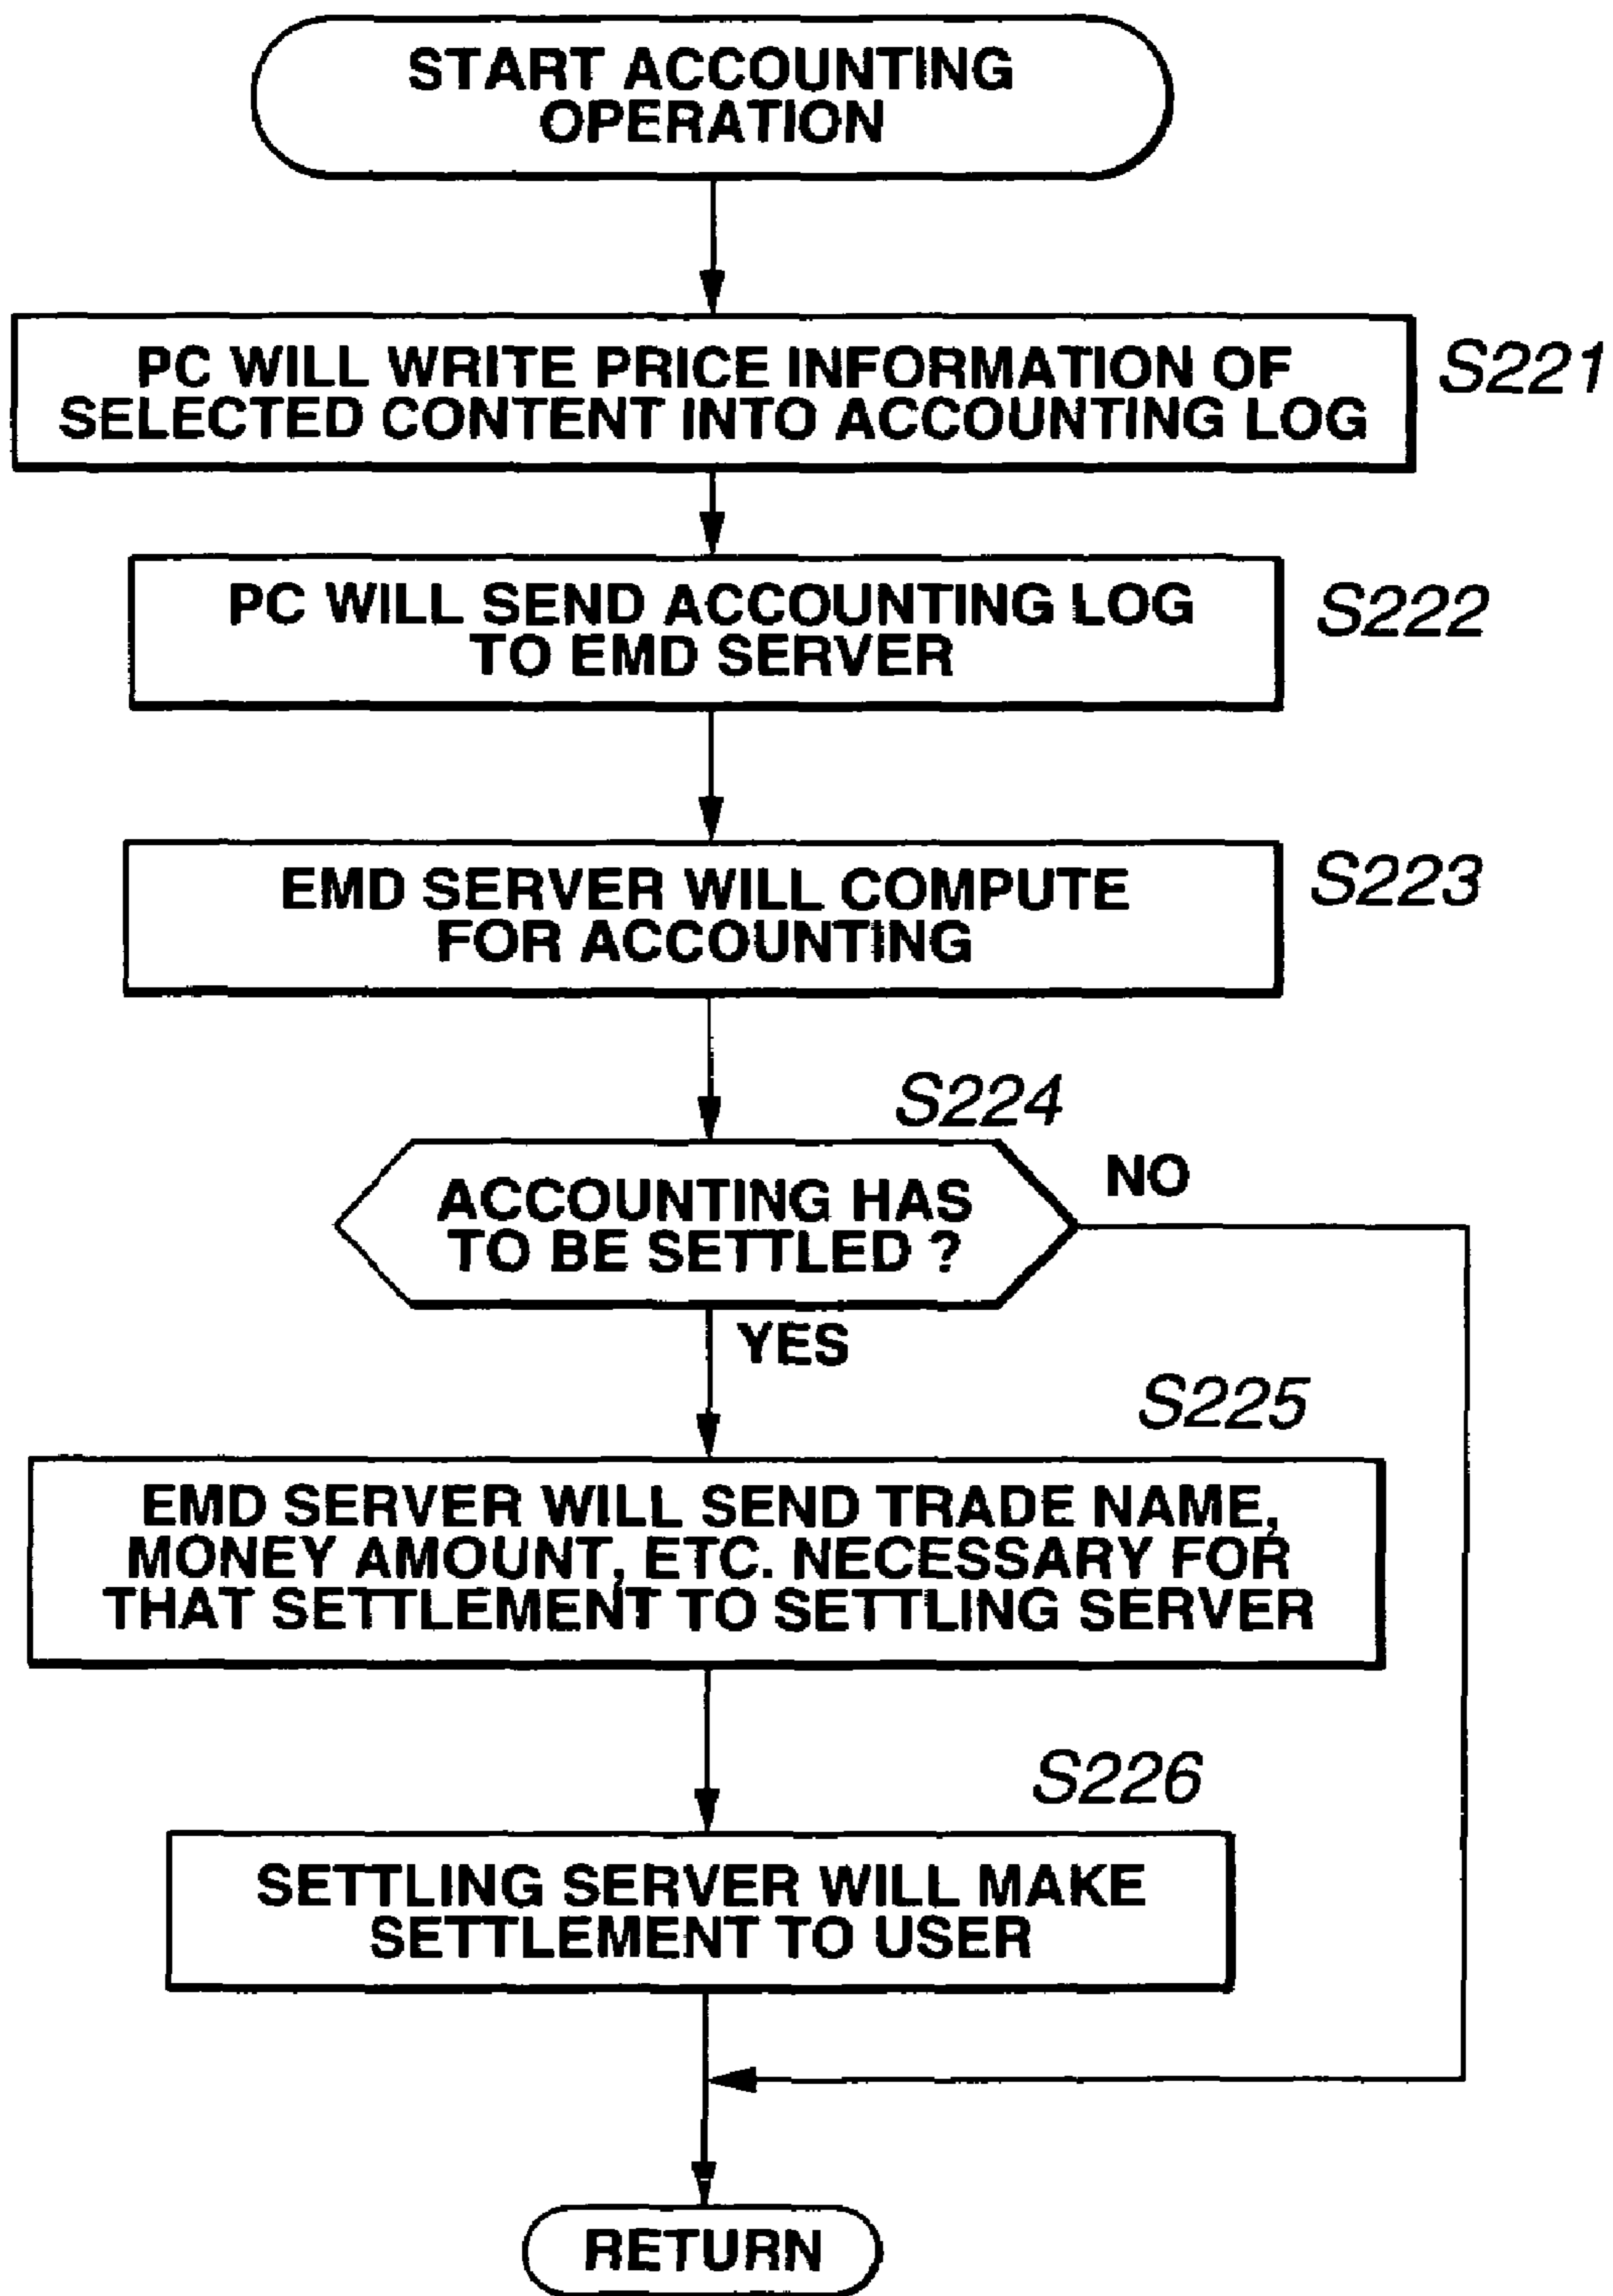 START ACCOUNTING
OPERATION
PC WILL WRITE PRICE INFORMATION OF
SELECTED CONTENT INTO ACCOUNTING LOG
S221
PC WILL SEND ACCOUNTING LOG
TO EMD SERVER
S222
EMD SERVER WILL COMPUTE
FOR ACCOUNTING
S223
S224
ACCOUNTING HAS
TO BE SETTLED ?
NO
YES
S225
EMD SERVER WILL SEND TRADE NAME,
MONEY AMOUNT, ETC. NECESSARY FOR
THAT SETTLEMENT TO SETTLING SERVER
S226
SETTLING SERVER WILL MAKE
SETTLEMENT TO USER
RETURN